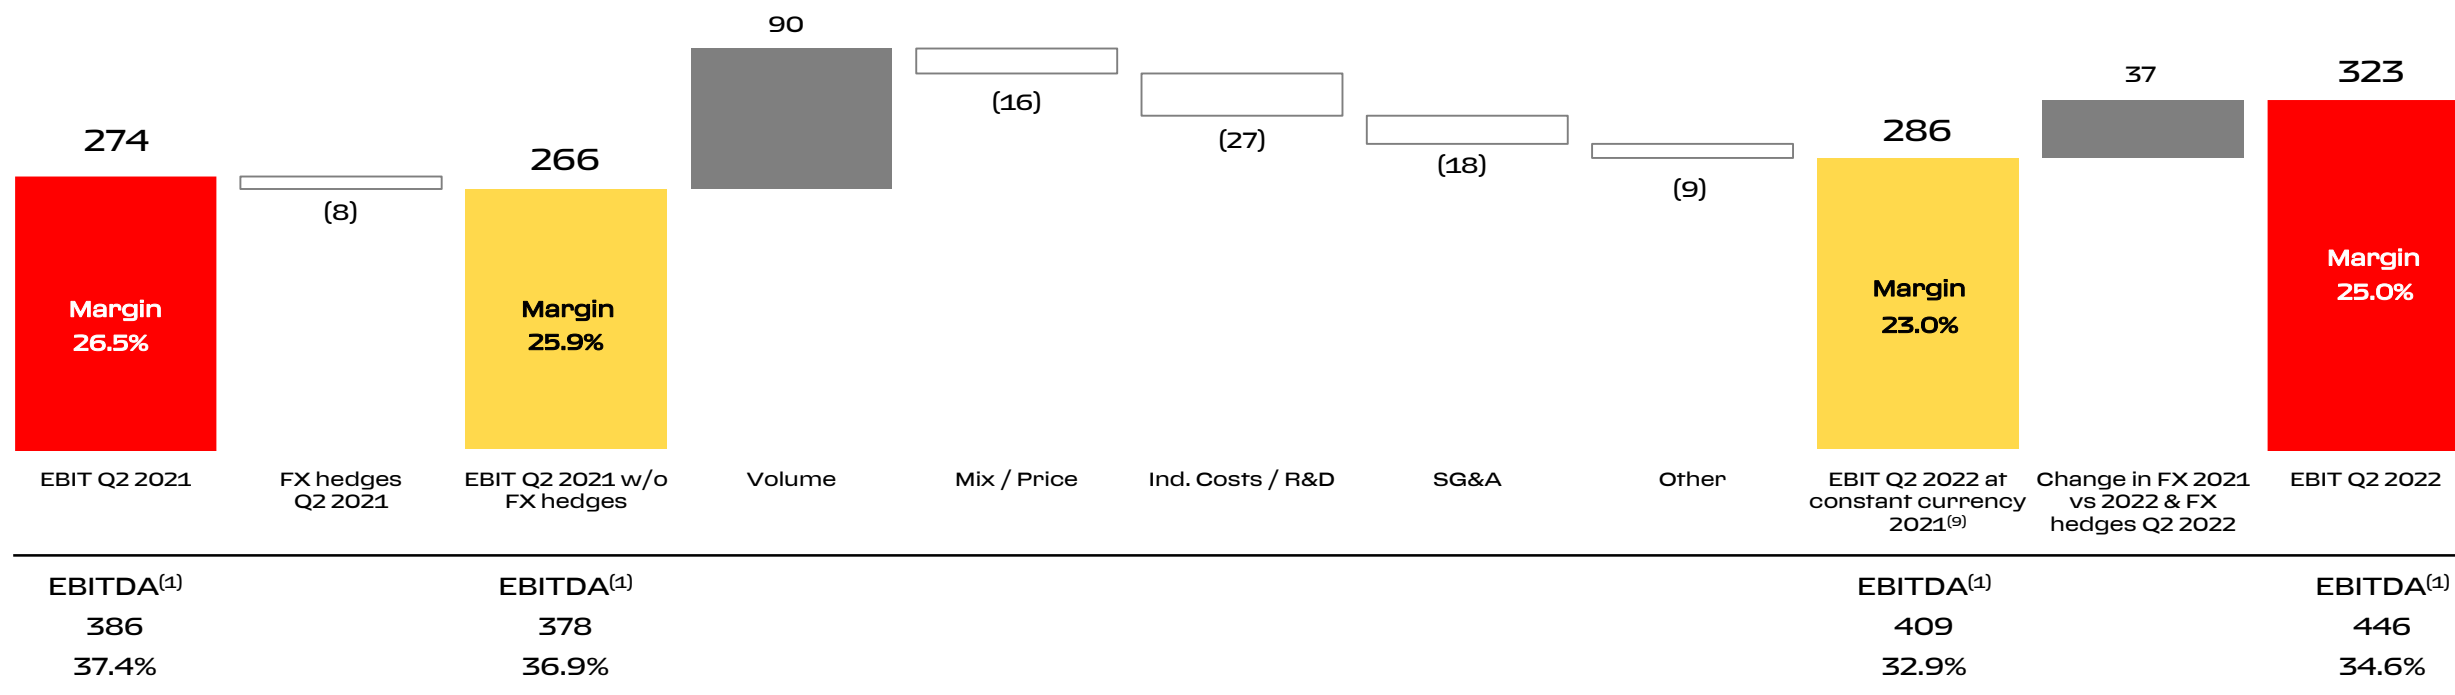 90
37
323
274
266
(16)
(27)
(18)
286
(8)
(9)
Margin
26.5%
Margin
25.9%
Margin
23.0%
Margin
25.0%
EBIT Q2 2021
FX hedges
Q2 2021
EBIT Q2 2021 w/o
FX hedges
Volume
Mix / Price
Ind. Costs / R&D
SG&A
Other
EBIT Q2 2022 at
constant currency
2021(9)
Change in FX 2021
vs 2022 & FX
hedges Q2 2022
EBIT Q2 2022
EBITDA(1)
386
37.4%
EBITDA(1)
378
36.9%
EBITDA(1)
409
32.9%
EBITDA(1)
446
34.6%